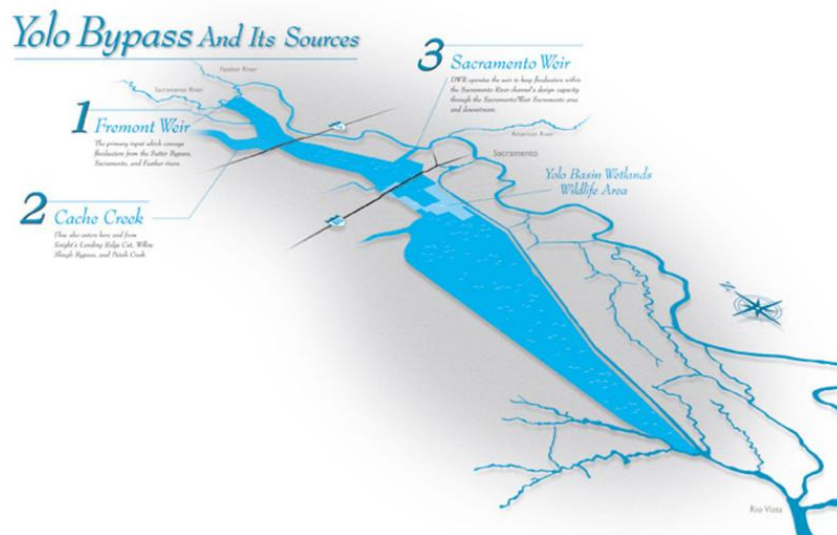 Yolo Bypass And Its Sources
Feather River
Sacramento River
1 Fremont Weir
The primary input which conveys
floodwaters from the Sutter Bypass,
Sacramento, and Feather rivers.
2 Cache Creek
Flow also enters here and from
Knight's Landing Ridge Cut, Willow
Slough Bypass, and Putah Creek
3 Sacramento Weir
DWR operates the weir to keep floodwaters within
the Sacramento River channel's design capacity
through the Sacramento/West Sacramento area
and downstream.
American River
Sacramento
Yolo Basin Wetlands
Wildlife Area
Rio Vista